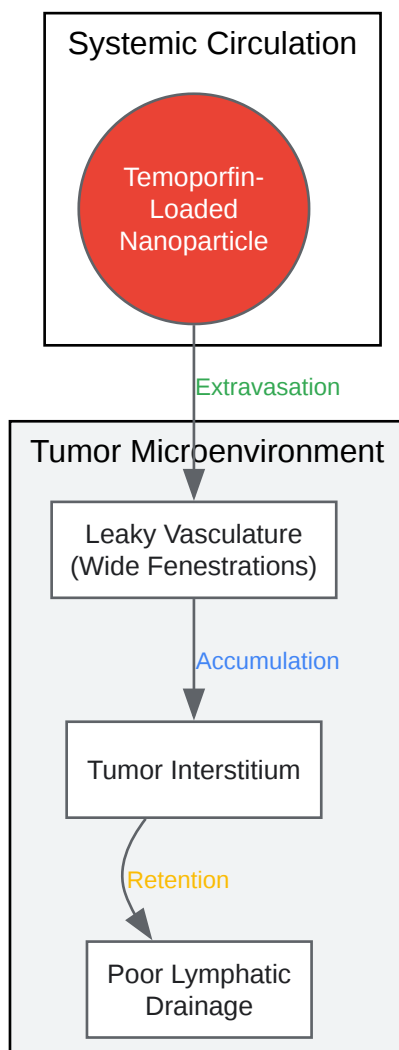 Systemic Circulation
Temoporfin-
Loaded
Nanoparticle
Extravasation
Tumor Microenvironment
Leaky Vasculature
(Wide Fenestrations)
Accumulation
Tumor Interstitium
Retention
Poor Lymphatic
Drainage